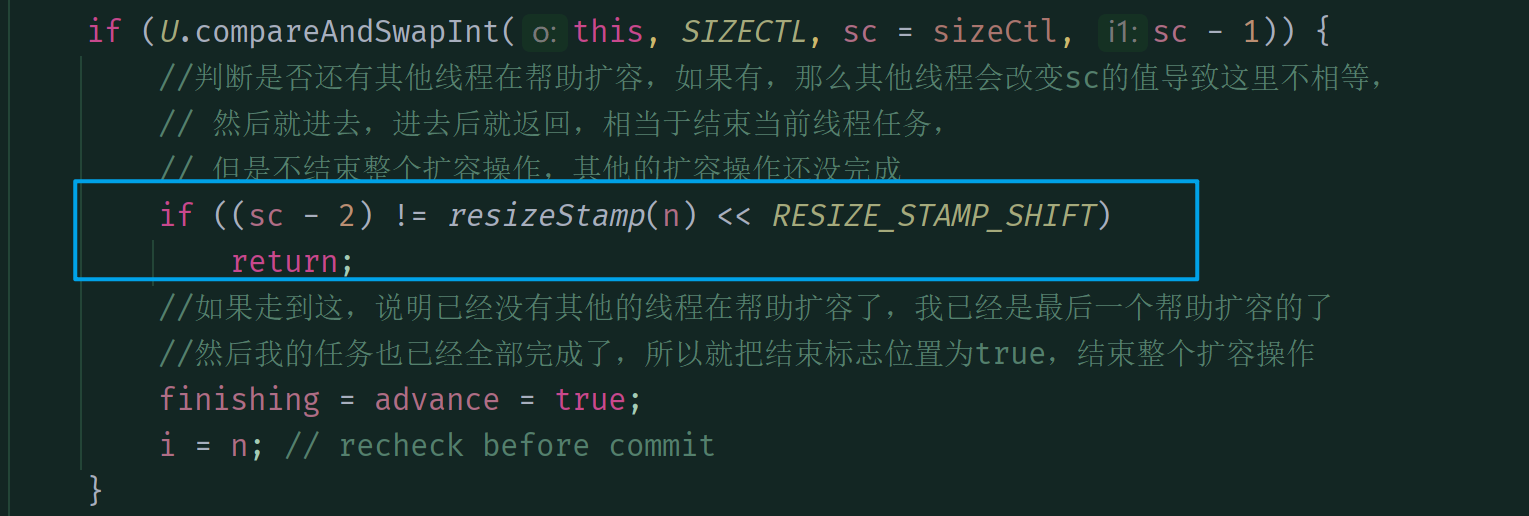 if (U.compareAndSwapInt( o: this, SIZECTL, sc = sizeCtl, i1: sc - 1)) {
//判断是否还有其他线程在帮助扩容，如果有，那么其他线程会改变sc的值导致这里不相等，
// 然后就进去，进去后就返回，相当于结束当前线程任务，
// 但是不结束整个扩容操作，其他的扩容操作还没完成
if ((sc - 2) != resizeStamp(n) << RESIZE_STAMP_SHIFT)
return;
//如果走到这，说明已经没有其他的线程在帮助扩容了，我已经是最后一个帮助扩容的了
//然后我的任务也已经全部完成了，所以就把结束标志位置为true，结束整个扩容操作
finishing = advance = true;
i = n; // recheck before commit
}